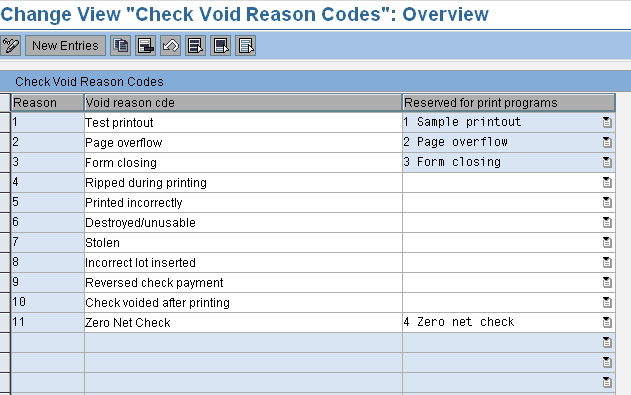 Change View "Check Void Reason Codes": Overview
New Entries
Check Void Reason Codes
Reason Void reason cde Reserved for print programs
1 Test printout 1 Sample printout
2 Page overflow 2 Page overflow
3 Form closing 3 Form closing
4 Ripped during printing
5 Printed incorrectly
6 Destroyed/unusable
7 Stolen
8 Incorrect lot inserted
9 Reversed check payment
10 Check voided after printing
11 Zero Net Check 4 Zero net check